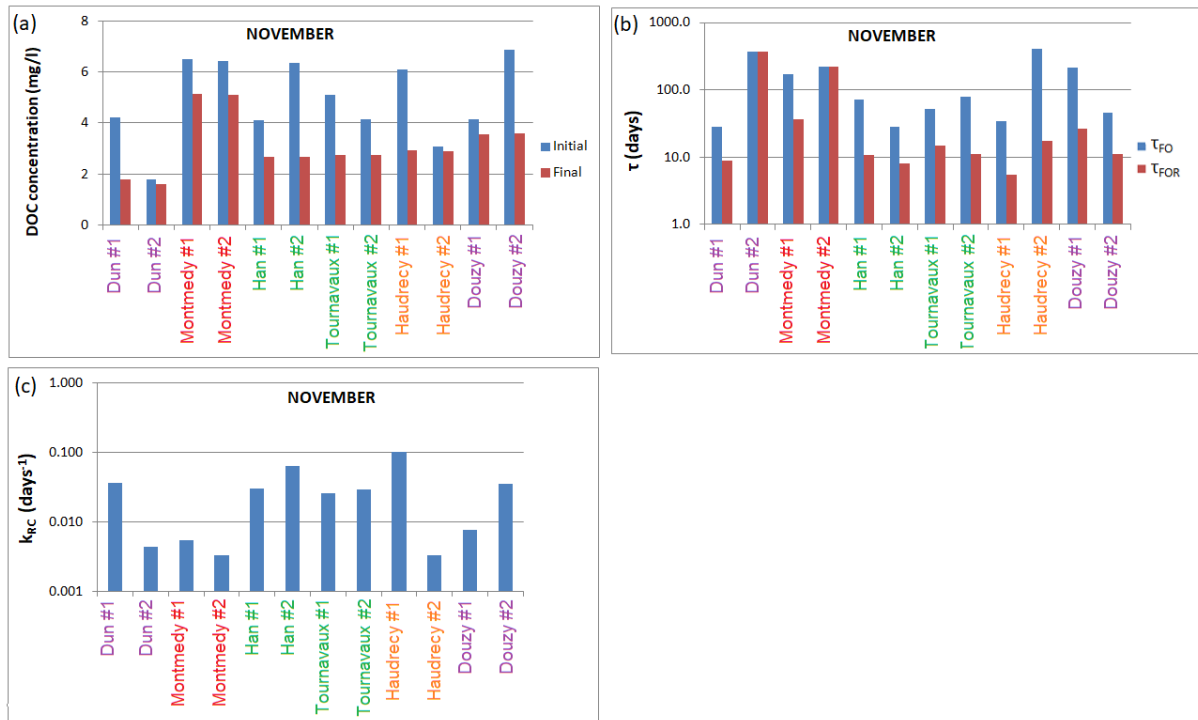 (a)
NOVEMBER
DOC concentration (mg/l)
8
6
4
2
0
Initial
Final
Dun #1
Dun #2
Montmedy #1
Montmedy #2
Han #1
Han #2
Tournavaux #1
Tournavaux #2
Haudrecy #1
Haudrecy #2
Douzy #1
Douzy #2
(b)
NOVEMBER
τ (days)
1000.0
100.0
10.0
1.0
τFO
τFOR
Dun #1
Dun #2
Montmedy #1
Montmedy #2
Han #1
Han #2
Tournavaux #1
Tournavaux #2
Haudrecy #1
Haudrecy #2
Douzy #1
Douzy #2
(c)
NOVEMBER
kRC (days-1)
1.000
0.100
0.010
0.001
Dun #1
Dun #2
Montmedy #1
Montmedy #2
Han #1
Han #2
Tournavaux #1
Tournavaux #2
Haudrecy #1
Haudrecy #2
Douzy #1
Douzy #2